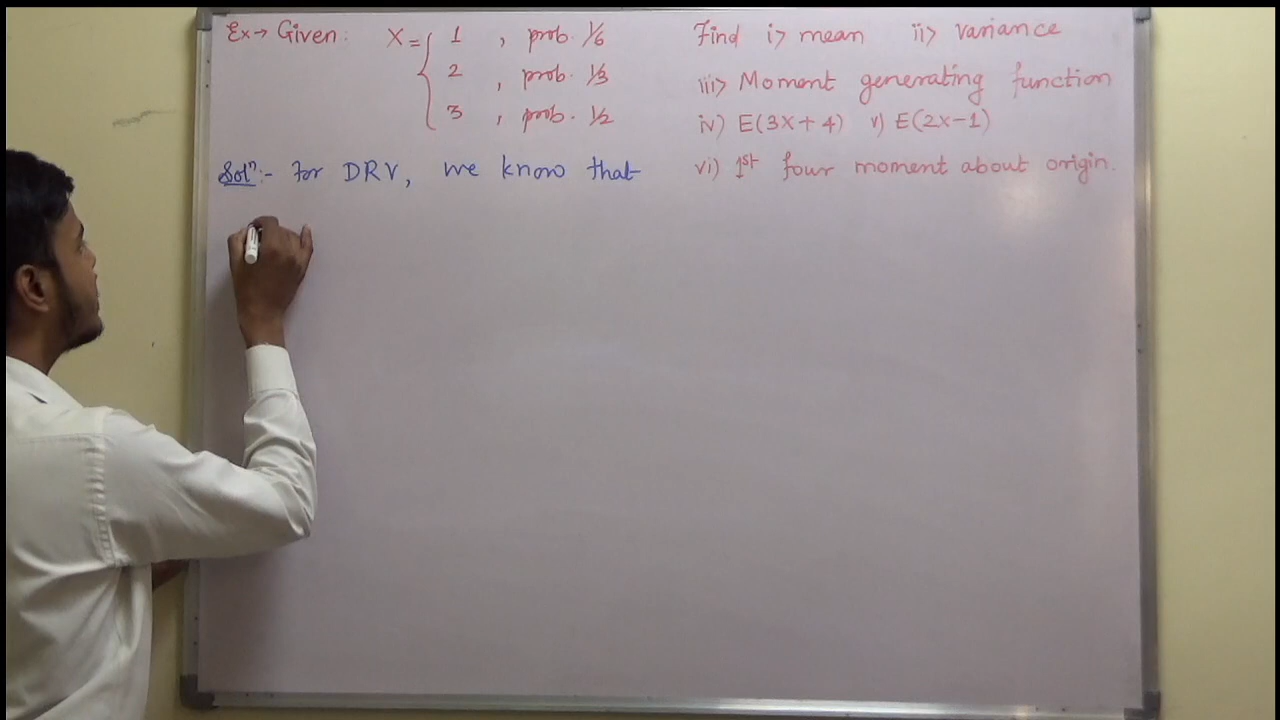 Ex→ Given: X = { 1 , prob. 1/6
2 , prob. 1/3
3 , prob. 1/2
Find i> mean ii> variance
iii> Moment generating function
iv) E(3X+4) v) E(2X-1)
vi) 1st four moment about origin.
Solⁿ:- For DRV, we know that